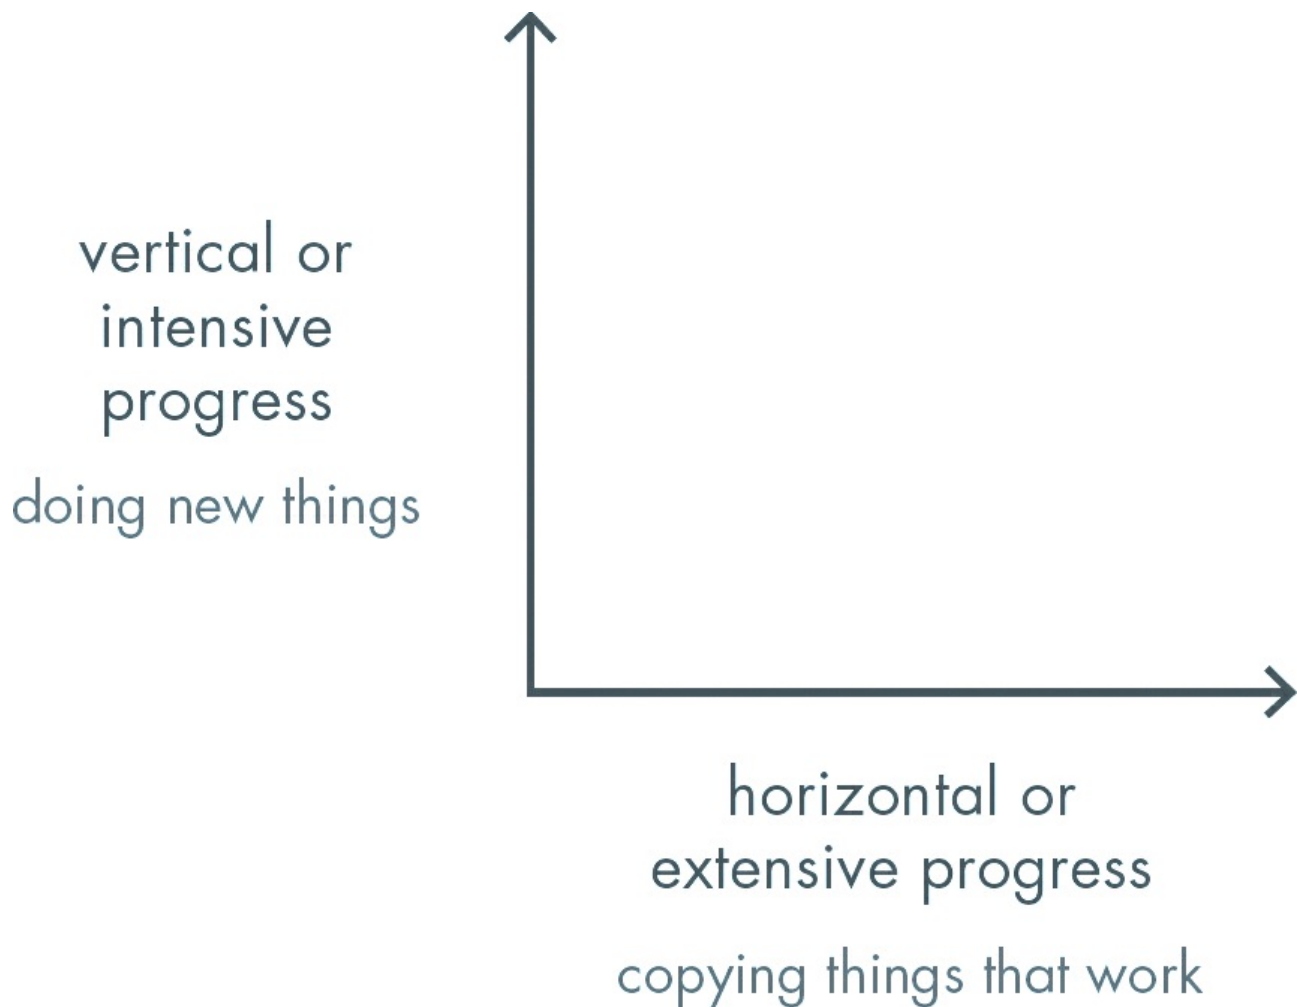 vertical or
intensive
progress
doing new things
horizontal or
extensive progress
copying things that work